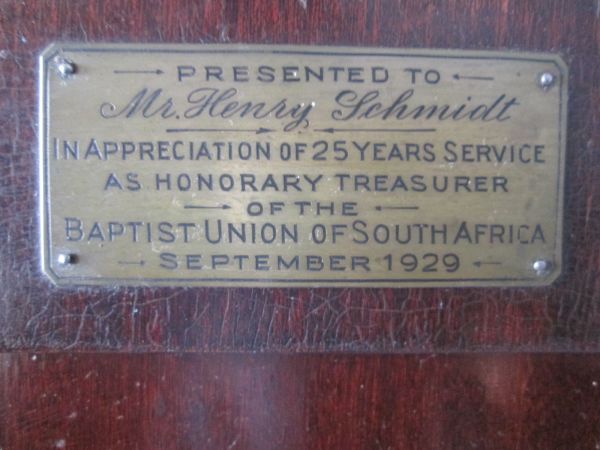 PRESENTED TO
Mr. Henry Schmidt
IN APPRECIATION OF 25 YEARS SERVICE
AS HONORARY TREASURER
OF THE
BAPTIST UNION OF SOUTH AFRICA
SEPTEMBER 1929